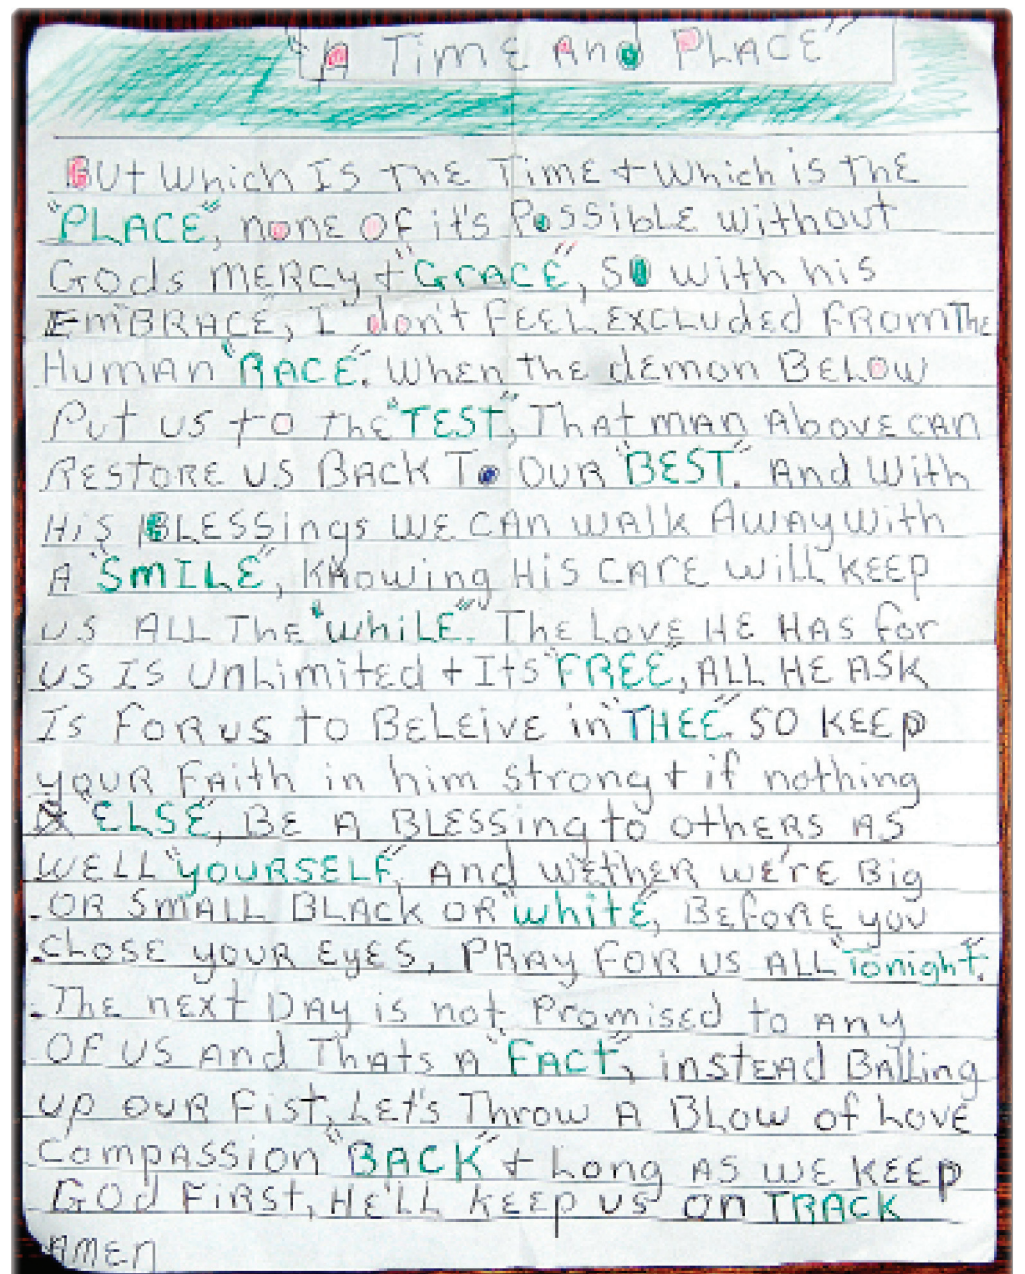 "A Time And PLACE"
But which Is The Time + which is the
"PLACE", none of it's Possible without
Gods mercy + "Grace", So with his
EmBRACE, I don't FEEL EXCLUDED From The
Human "RACE". When the demon Below
Put us to the "TEST", That man Above can
RESTORE US BACK To OUR "BEST". And with
His BLESSings we can walk Away with
A "SMILE", Knowing His care will keep
us ALL The "while". The Love He Has for
us Is Unlimited + Its "FREE", ALL HE ASK
Is For us to BeLeive in "THEE" so keep
your Faith in him strong + if nothing
"ELSE", BE A BLESSing to others AS
WELL "yourSELF", And wether we're Big
OR SMALL BLACK OR "white", BEFore you
CLOSE your EyES, PRAy FOR us ALL "Tonight".
The next Day is not Promised to any
OF US And Thats A "FACT", instead Balling
up our Fist, Let's Throw A Blow of Love
Compassion "BACK" + Long AS we KEEP
GOD FIRST, HE'LL KEEP US on TRACK
AMEN